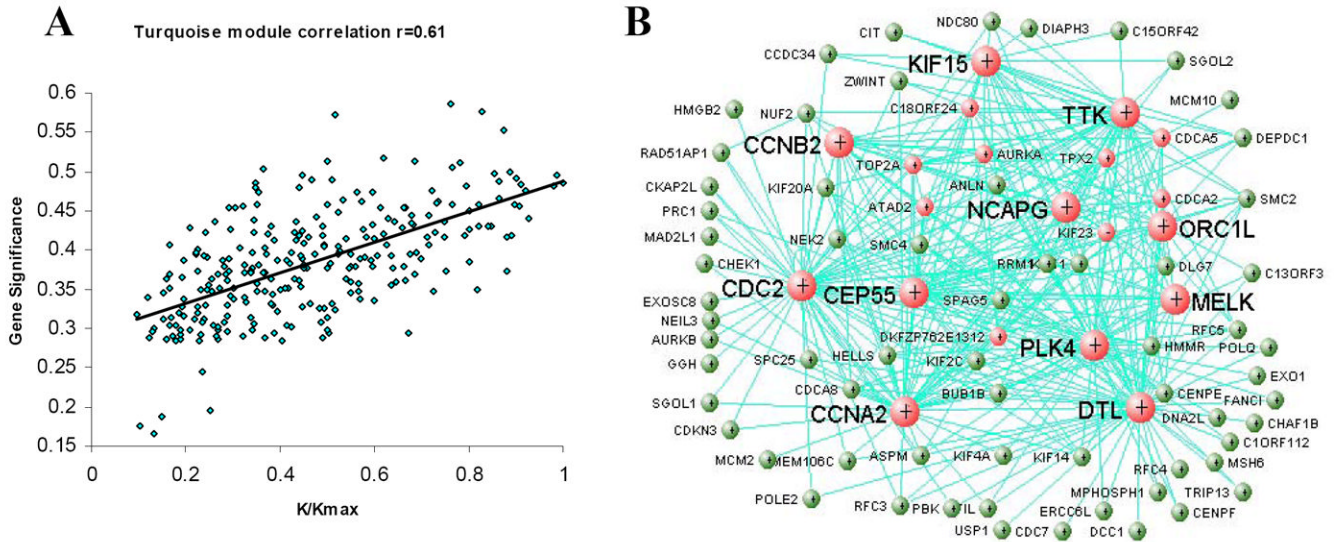 A
Turquoise module correlation r=0.61
Gene Significance
0.6
0.55
0.5
0.45
0.4
0.35
0.3
0.25
0.2
0.15
0
0.2
0.4
0.6
0.8
1
K/Kmax
B
NDC80
CIT
DIAPH3
C15ORF42
CCDC34
KIF15
SGOL2
ZWINT
MCM10
HMGB2
NUF2
C18ORF24
TTK
CDCA5
DEPDC1
RAD51AP1
CCNB2
TOP2A
AURKA
TPX2
CKAP2L
KIF20A
ANLN
CDCA2
SMC2
PRC1
ATAD2
NCAPG
ORC1L
MAD2L1
NEK2
SMC4
KIF23
CHEK1
RRM1
DLG7
C13ORF3
CDC2
CEP55
SPAG5
MELK
EXOSC8
NEIL3
DKFZP762E1312
RFC5
AURKB
PLK4
HMMR
POLQ
GGH
SPC25
HELLS
KIF2C
EXO1
CDCA8
BUB1B
CENPE
FANCI
SGOL1
CCNA2
DTL
DNA2L
CHAF1B
CDKN3
C1ORF112
MCM2
MEM106C
ASPM
KIF4A
KIF14
RFC4
MSH6
POLE2
RFC3
PBK
TIL
MPHOSPH1
TRIP13
ERCC6L
CENPF
USP1
CDC7
DCC1